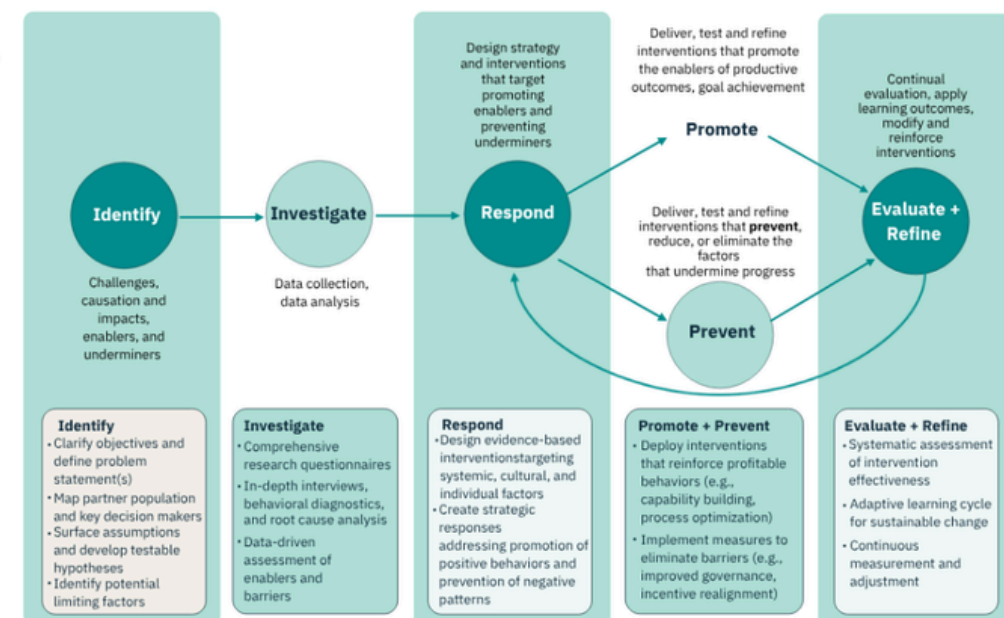 Design strategy
and interventions
that target
promoting
enablers and
preventing
underminers
Deliver, test and refine
interventions that promote
the enablers of productive
outcomes, goal achievement
Continual
evaluation, apply
learning outcomes,
modify and
reinforce
interventions
Identify
Investigate
Respond
Promote
Evaluate +
Refine
Challenges,
causation and
impacts,
enablers, and
underminers
Data collection,
data analysis
Deliver, test and refine
interventions that prevent,
reduce, or eliminate the
factors
that undermine progress
Prevent
Identify
• Clarify objectives and
define problem
statement(s)
• Map partner population
and key decision makers
• Surface assumptions
and develop testable
hypotheses
• Identify potential
limiting factors
Investigate
• Comprehensive
research questionnaires
• In-depth interviews,
behavioral diagnostics,
and root cause analysis
• Data-driven
assessment of
enablers and
barriers
Respond
• Design evidence-based
interventionstargeting
systemic, cultural, and
individual factors
• Create strategic
responses
addressing promotion of
positive behaviors and
prevention of negative
patterns
Promote + Prevent
• Deploy interventions
that reinforce profitable
behaviors (e.g.,
capability building,
process optimization)
• Implement measures to
eliminate barriers (e.g.,
improved governance,
incentive realignment)
Evaluate + Refine
• Systematic assessment
of intervention
effectiveness
• Adaptive learning cycle
for sustainable change
• Continuous
measurement and
adjustment